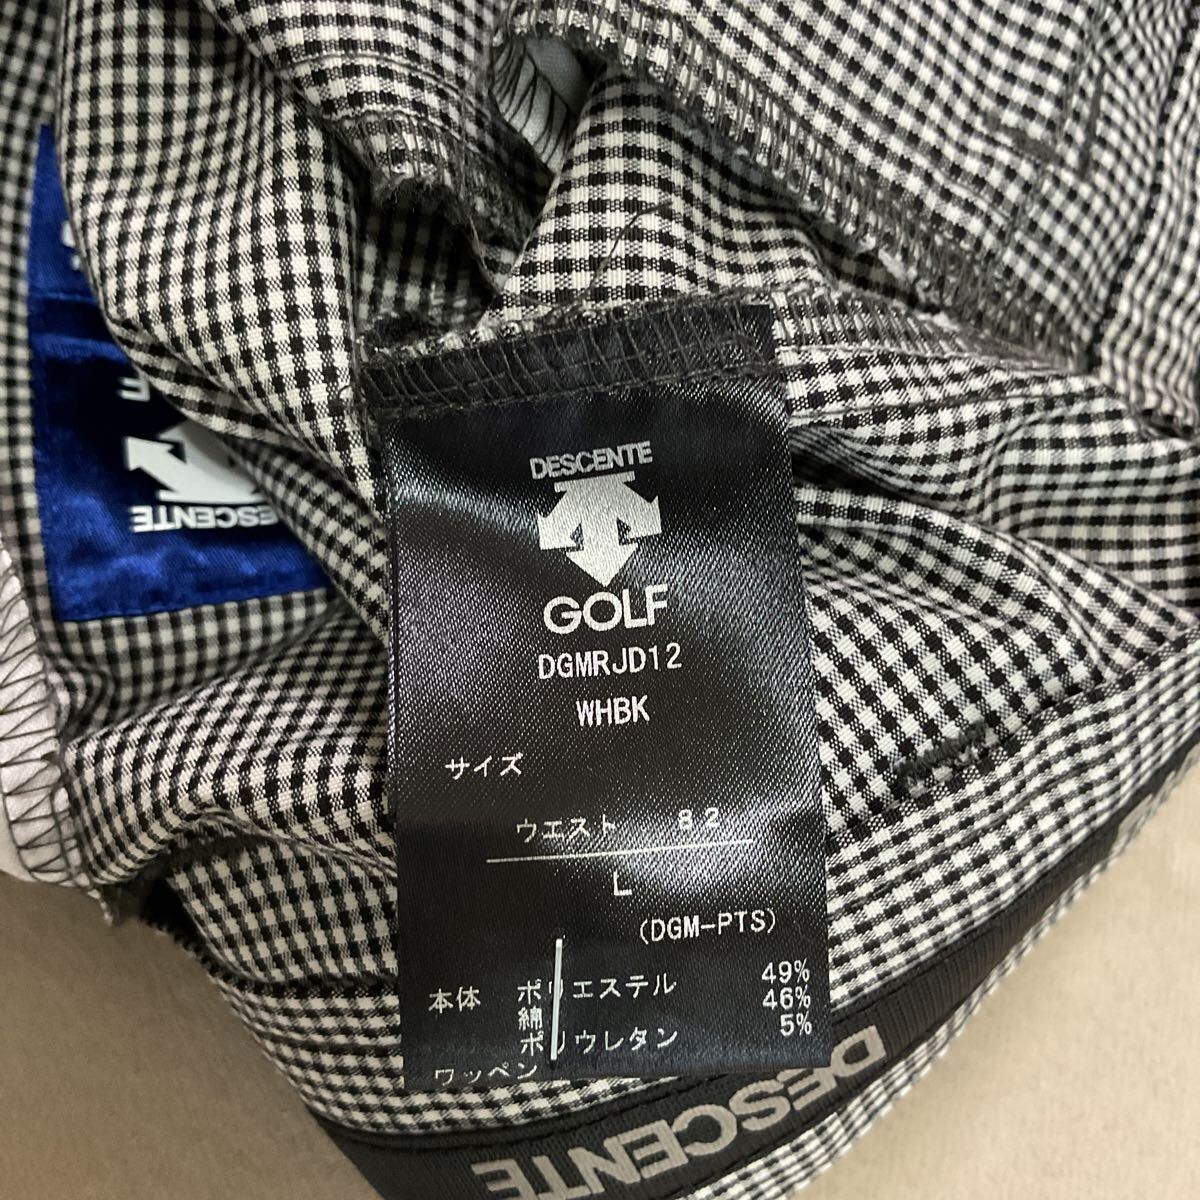 DESCENTE
GOLF
DGMRJD12
WHBK
サイズ
ウエスト 82
L
(DGM-PTS)
本体 ポリエステル 49%
綿 46%
ポリウレタン 5%
ワッペン
DESCENTE
DESCENTE